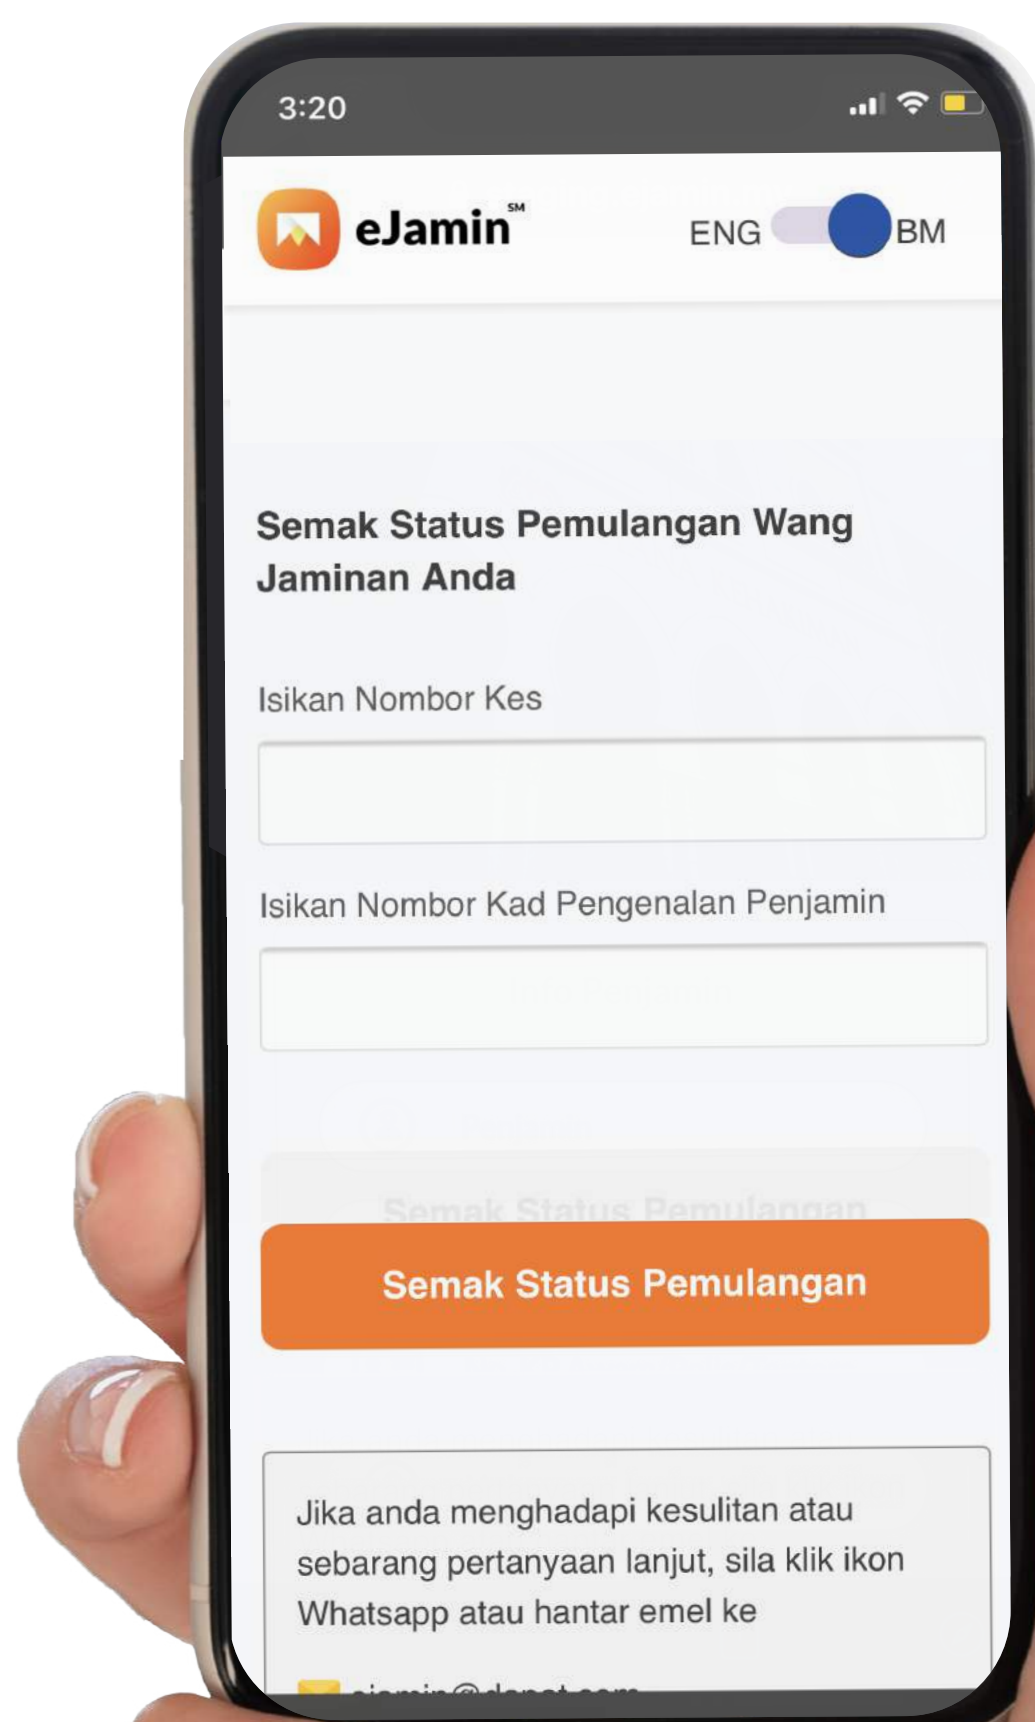 3:20
eJamin SM
ENG BM
Semak Status Pemulangan Wang
Jaminan Anda
Isikan Nombor Kes
Isikan Nombor Kad Pengenalan Penjamin
Semak Status Pemulangan
Semak Status Pemulangan
Jika anda menghadapi kesulitan atau
sebarang pertanyaan lanjut, sila klik ikon
Whatsapp atau hantar emel ke